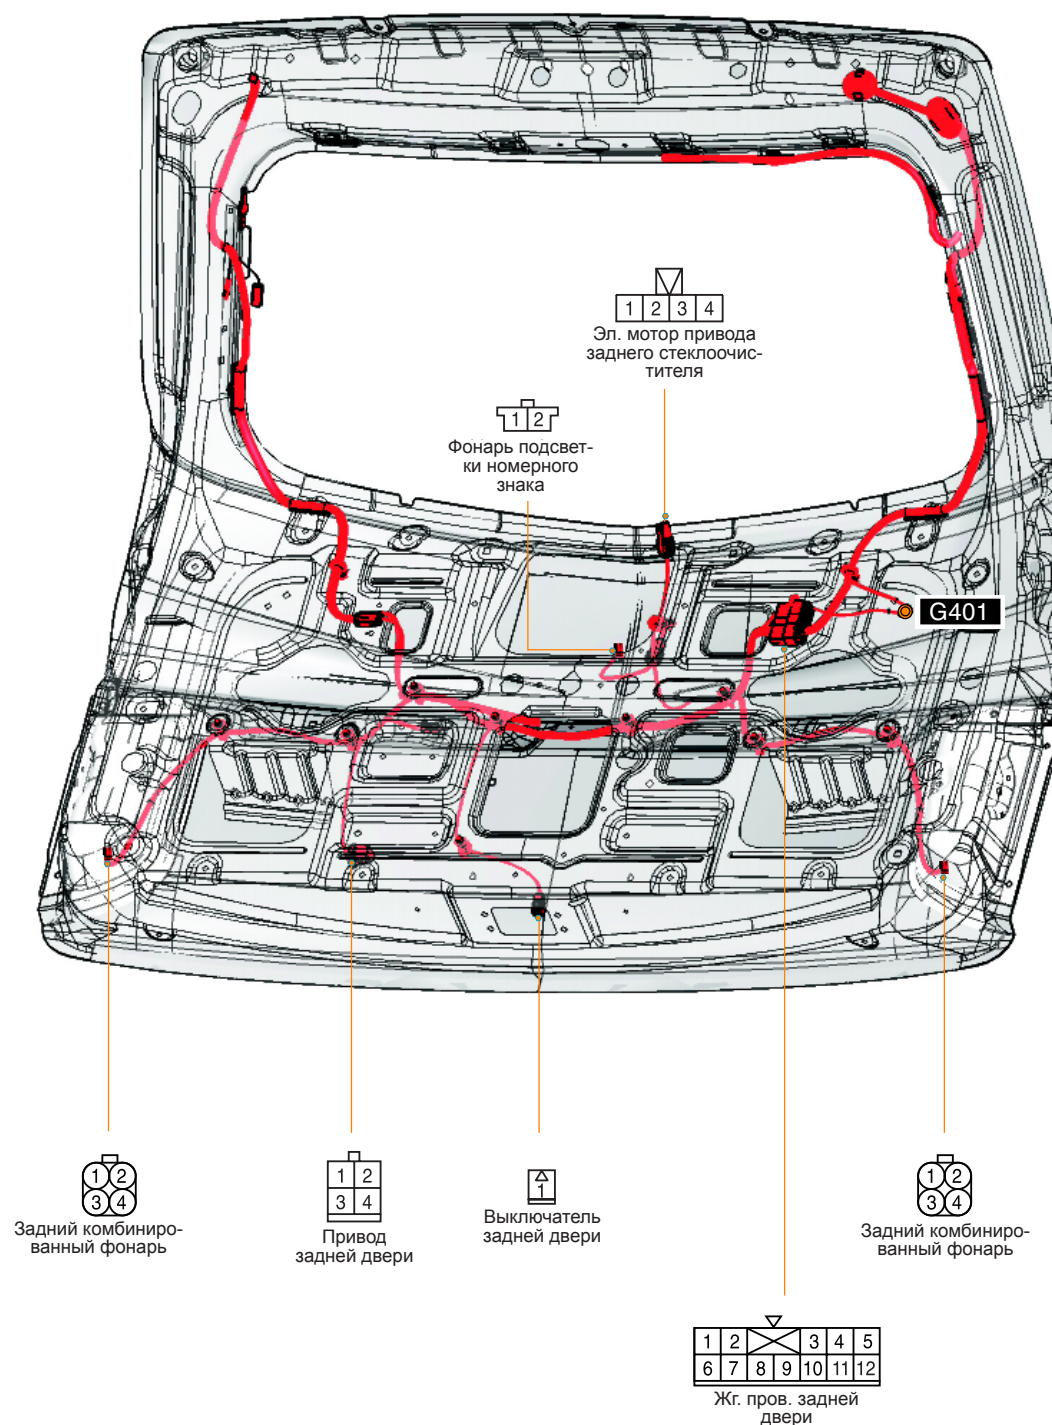 1 2 3 4
Эл. мотор привода
заднего стеклоочис-
тителя
1 2
Фонарь подсвет-
ки номерного
знака
G401
1 2
3 4
Задний комбиниро-
ванный фонарь
1 2
3 4
Привод
задней двери
1
Выключатель
задней двери
1 2
3 4
Задний комбиниро-
ванный фонарь
1 2 3 4 5
6 7 8 9 10 11 12
Жг. пров. задней
двери